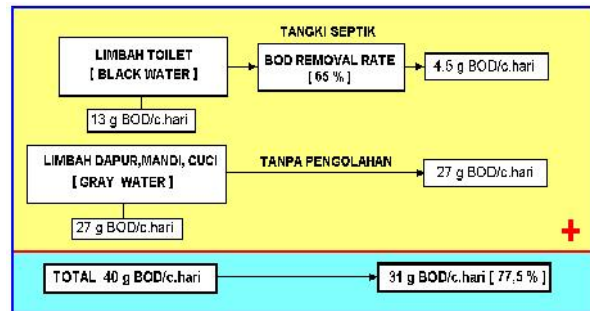 TANGKI SEPTIK
LIMBAH TOILET
[ BLACK WATER ]
BOD REMOVAL RATE
[ 65 % ]
4.5 g BOD/c.hari
13 g BOD/c.hari
LIMBAH DAPUR,MANDI, CUCI
[ GRAY WATER ]
TANPA PENGOLAHAN
27 g BOD/c.hari
27 g BOD/c.hari
+
TOTAL 40 g BOD/c.hari
31 g BOD/c.hari [ 77,5 % ]